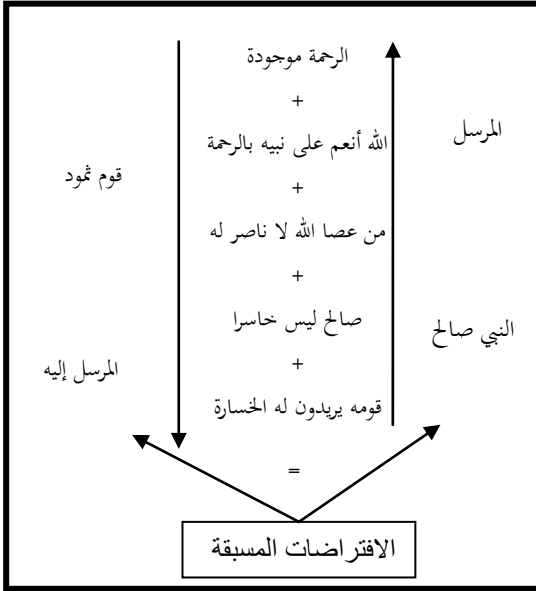 الرحمة موجودة
+
المرسل
الله أنعم على نبيه بالرحمة
قوم ثمود
+
من عصا الله لا ناصر له
+
صالح ليس خاسرا
النبي صالح
+
المرسل إليه
قومه يريدون له الخسارة
=
الافتراضات المسبقة